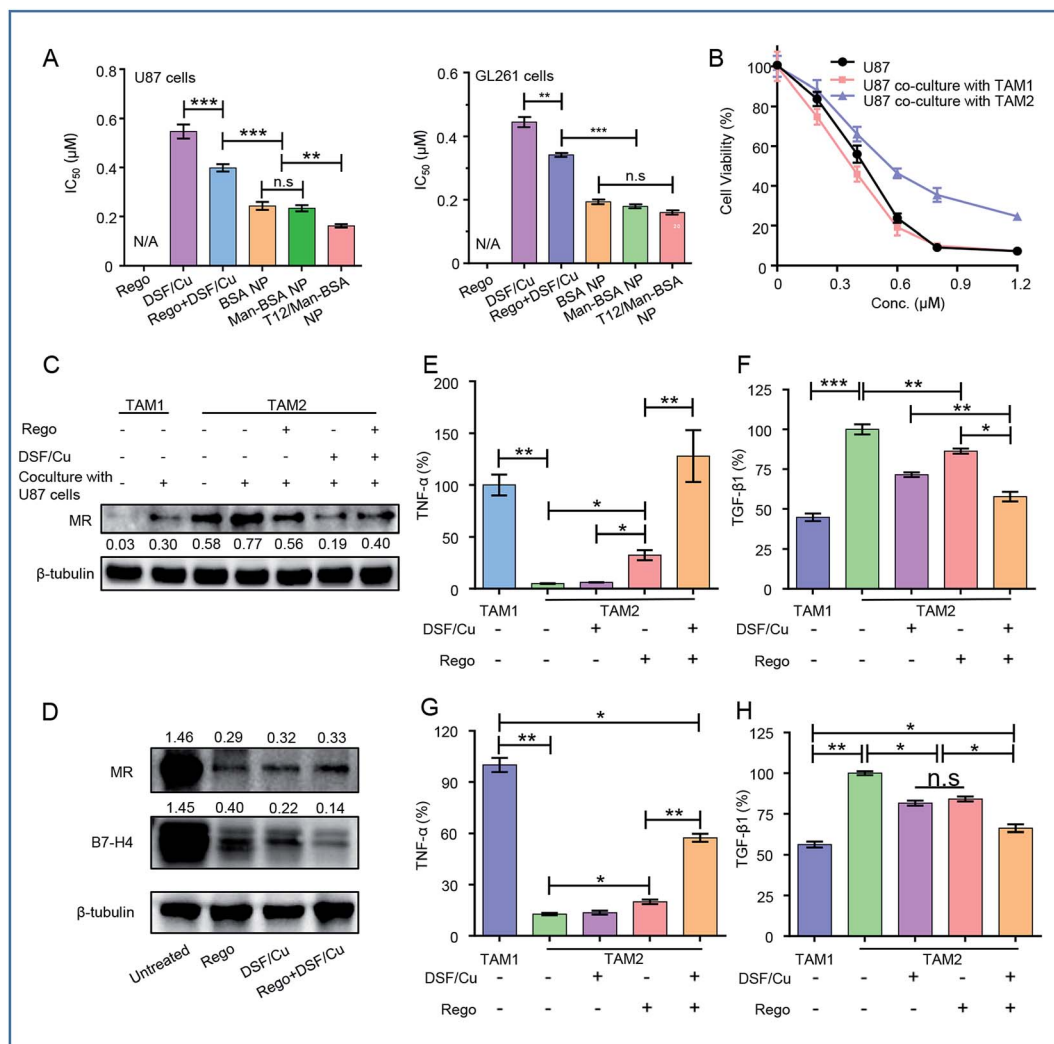 A
U87 cells
0.8
0.6
0.4
0.2
0
IC50 (μM)
***
***
**
n.s
N/A
Rego
DSF/Cu
Rego+DSF/Cu
BSA NP
Man-BSA NP
T12/Man-BSA
NP
GL261 cells
0.6
0.4
0.2
0
IC50 (μM)
**
***
n.s
N/A
Rego
DSF/Cu
Rego+DSF/Cu
BSA NP
Man-BSA NP
T12/Man-BSA
NP
B
U87
U87 co-culture with TAM1
U87 co-culture with TAM2
100
80
60
40
20
0
Cell Viability (%)
0
0.3
0.6
0.9
1.2
Conc. (μM)
C
TAM1 TAM2
Rego - - - - + - +
DSF/Cu - - - - - + +
Coculture with - + - + + + +
U87 cells
MR
0.03 0.30 0.58 0.77 0.56 0.19 0.40
β-tubulin
D
1.46 0.29 0.32 0.33
MR
1.45 0.40 0.22 0.14
B7-H4
β-tubulin
Untreated
Rego
DSF/Cu
Rego+DSF/Cu
E
200
150
100
50
0
TNF-α (%)
**
*
*
**
TAM1 TAM2
DSF/Cu - - + - +
Rego - - - + +
F
125
100
75
50
25
0
TGF-β1 (%)
***
**
**
*
TAM1 TAM2
DSF/Cu - - + - +
Rego - - - + +
G
120
90
60
30
0
TNF-α (%)
*
**
**
*
TAM1 TAM2
DSF/Cu - - + - +
Rego - - - + +
H
125
100
75
50
25
0
TGF-β1 (%)
*
**
*
*
n.s
TAM1 TAM2
DSF/Cu - - + - +
Rego - - - + +